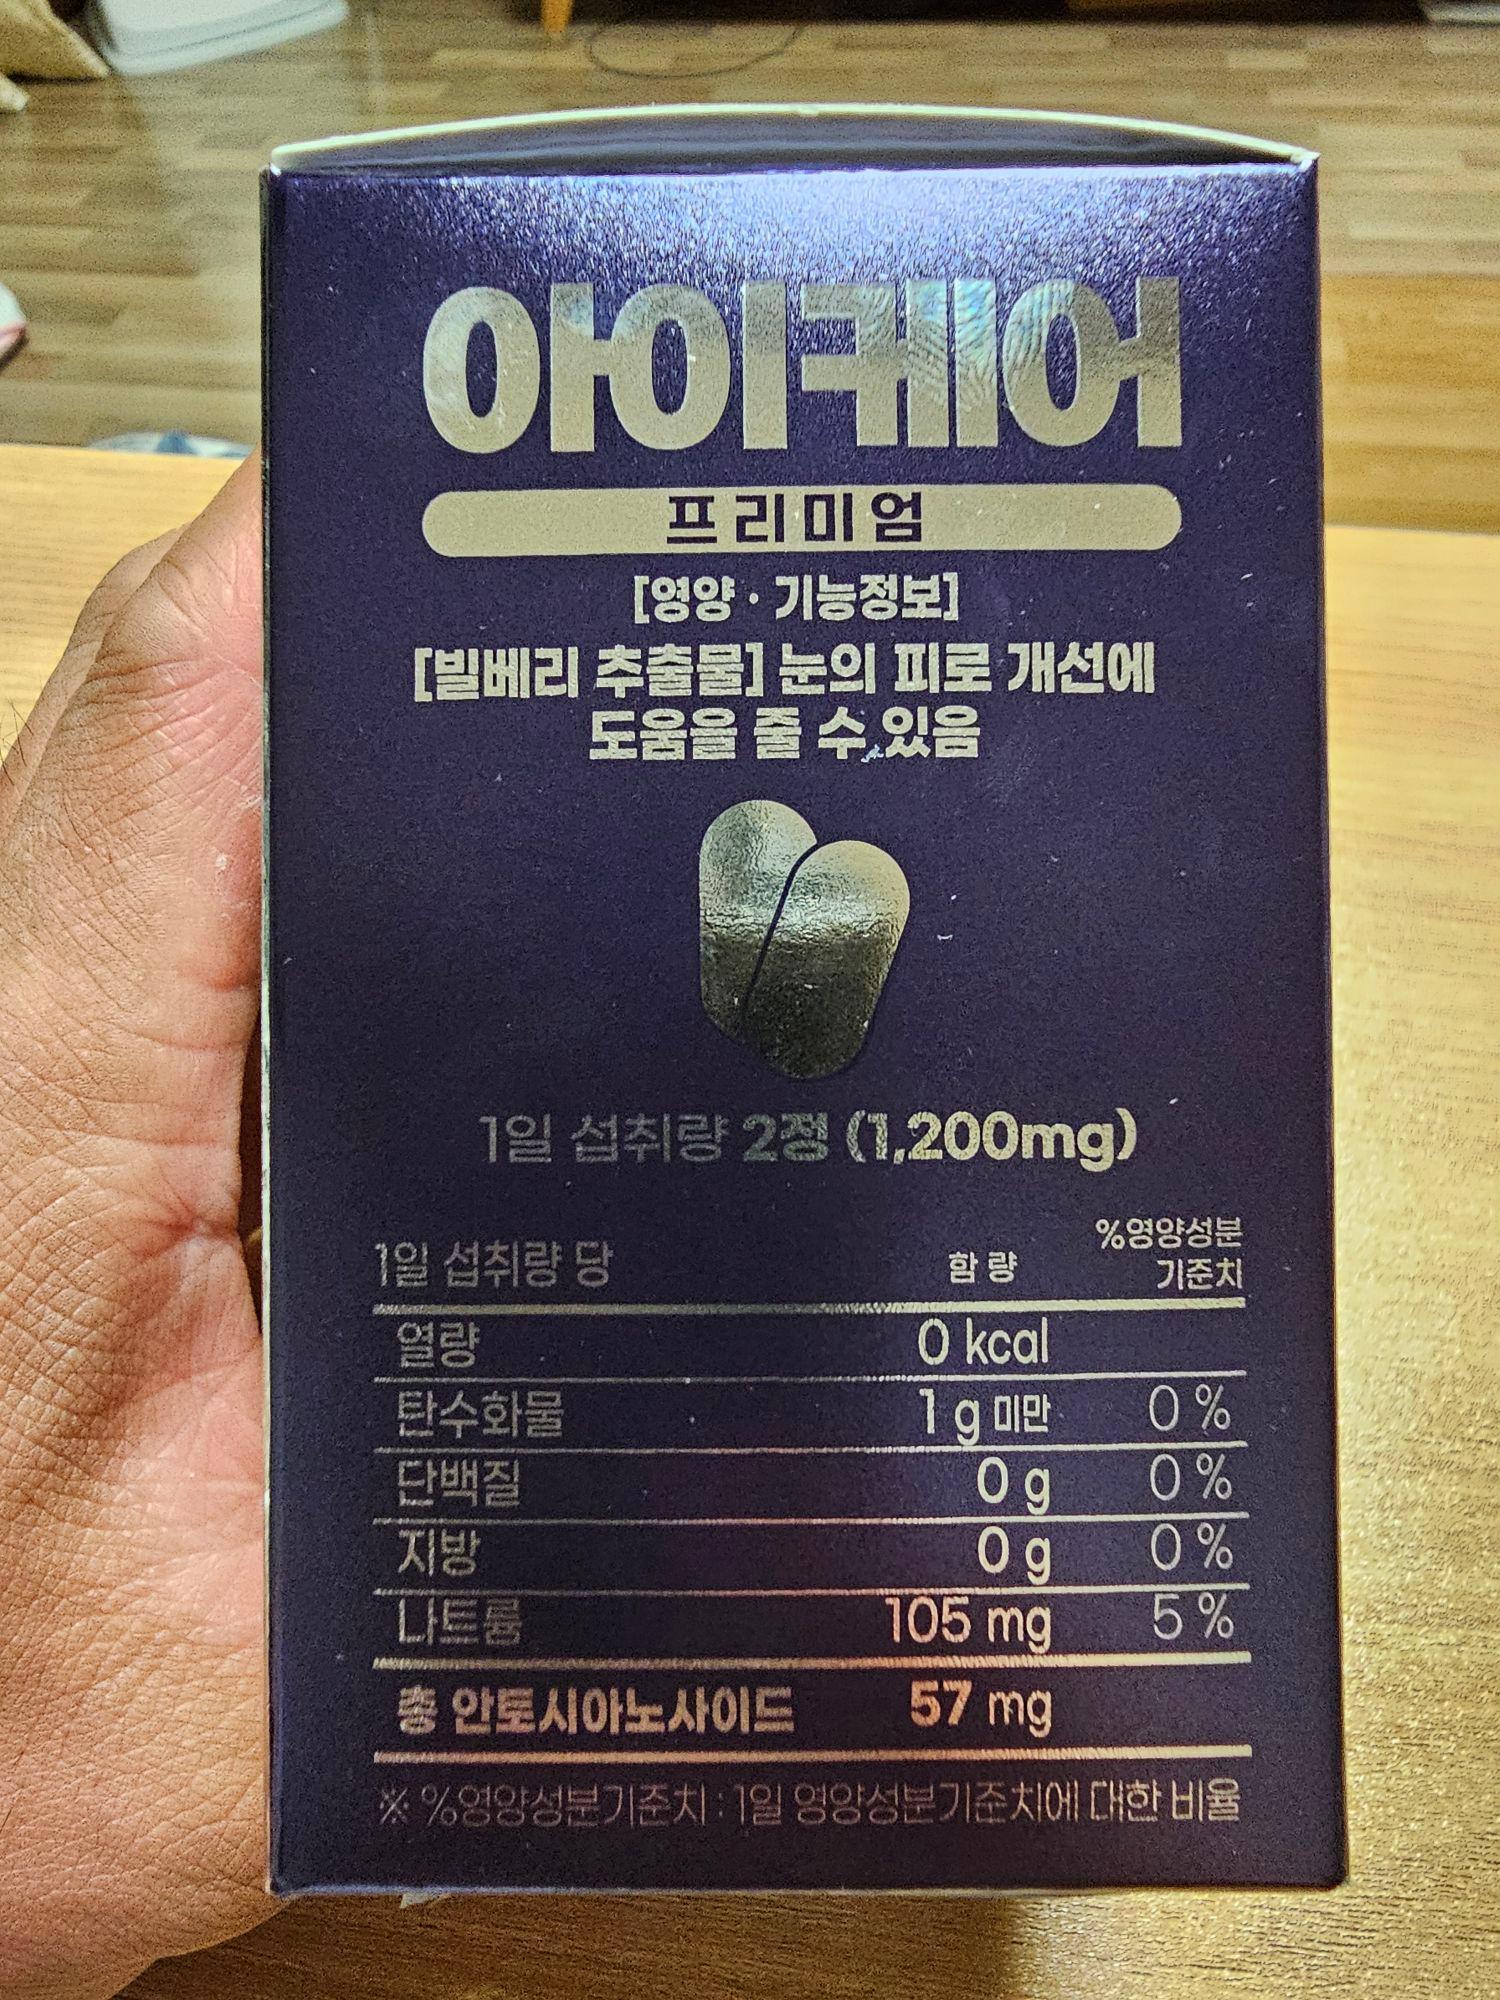 아이케어
프리미엄
[영양·기능정보]
[빌베리 추출물] 눈의 피로 개선에
도움을 줄 수 있음
1일 섭취량 2정 (1,200mg)
1일 섭취량 당 함 량 %영양성분
기준치
열량 0 kcal
탄수화물 1 g 미만 0 %
단백질 0 g 0 %
지방 0 g 0 %
나트륨 105 mg 5 %
총 안토시아노사이드 57 mg
※ %영양성분기준치 : 1일 영양성분기준치에 대한 비율